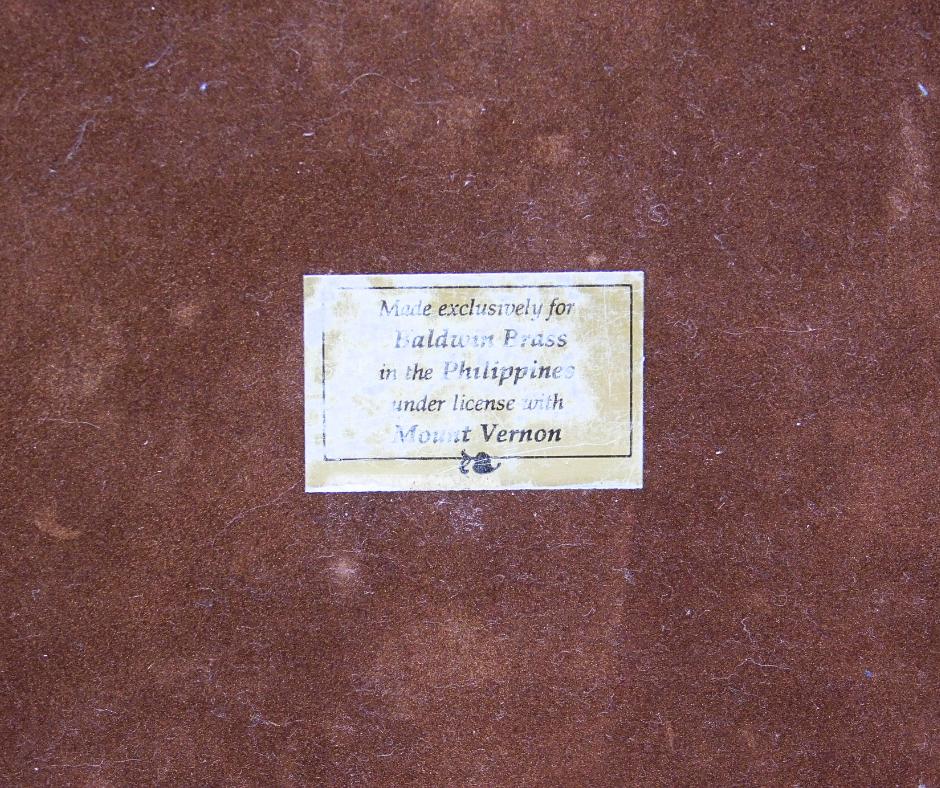 Made exclusively for
Baldwin Brass
in the Philippines
under license with
Mount Vernon